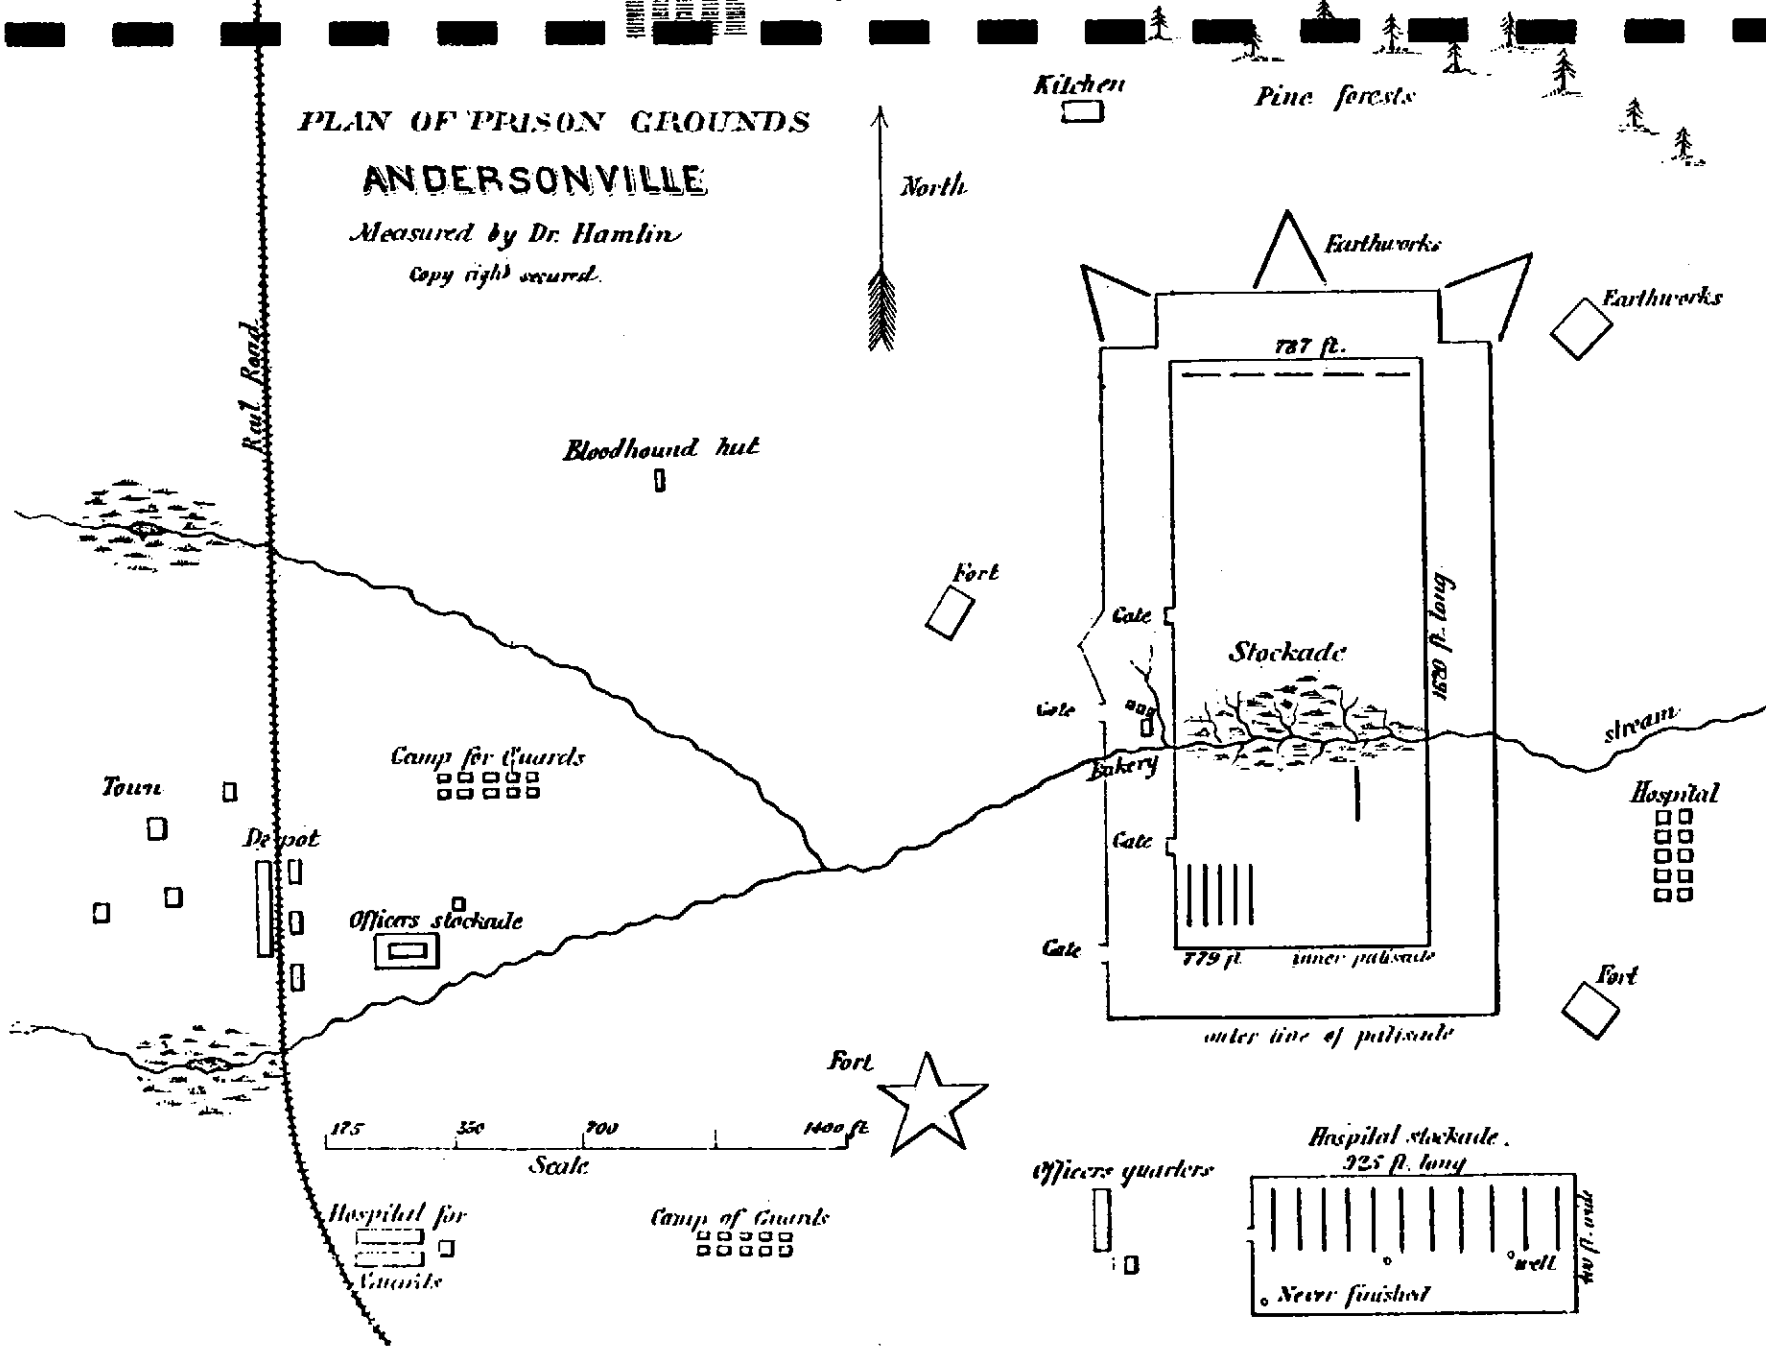 Kitchen
Pine forests
PLAN OF PRISON GROUNDS
ANDERSONVILLE
Measured by Dr. Hamlin
Copy right secured.
North
Earthworks
Earthworks
787 ft.
Rail Road
Bloodhound hut
Fort
Gate
Stockade
1620 ft. long
Gate
stream
Bakery
Camp for Guards
Town
Depot
Hospital
Gate
Officers stockade
Gate
779 ft
inner palisade
Fort
outer line of palisade
Fort
175 350 700 1400 ft
Scale
Hospital stockade.
925 ft. long
Officers quarters
Hospital for
Guards
Camp of Guards
ft. wide
well
Never finished